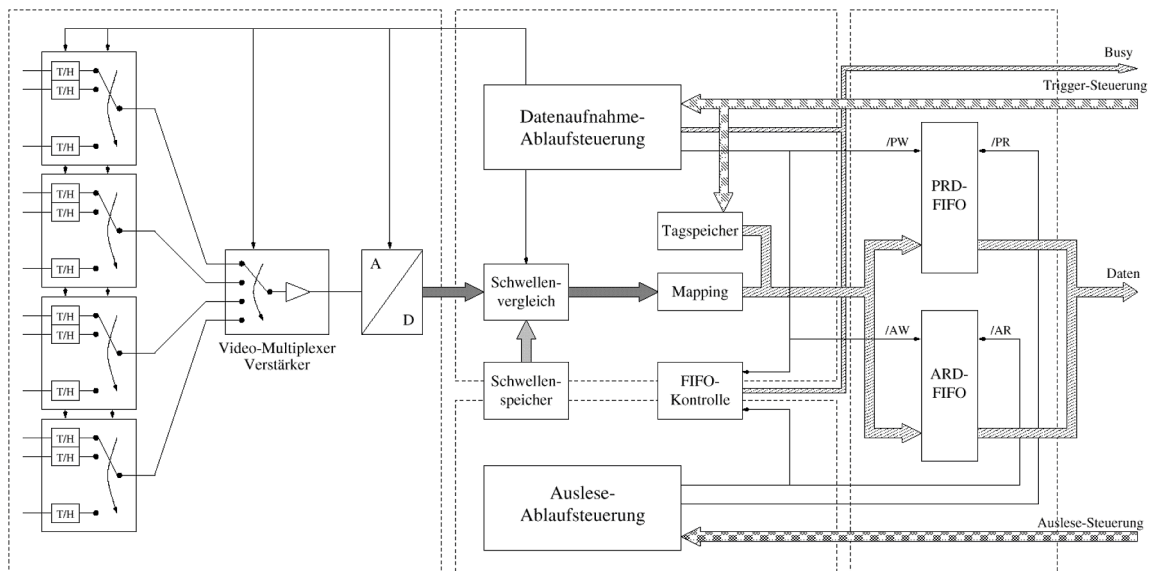 T/H
T/H
T/H
T/H
T/H
T/H
T/H
T/H
T/H
T/H
T/H
T/H
Video-Multiplexer
Verstärker
A
D
Datenaufnahme-
Ablaufsteuerung
Schwellen-
vergleich
Schwellen-
speicher
Tagspeicher
Mapping
FIFO-
Kontrolle
Auslese-
Ablaufsteuerung
Busy
Trigger-Steuerung
/PW
/PR
PRD-
FIFO
Daten
/AW
/AR
ARD-
FIFO
Auslese-Steuerung